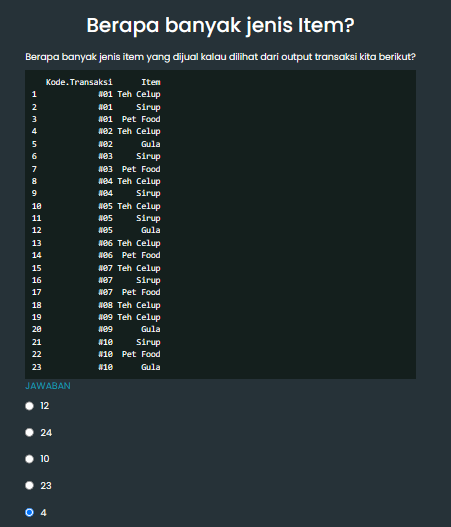 Berapa banyak jenis Item?
Berapa banyak jenis item yang dijual kalau dilihat dari output transaksi kita berikut?
Kode.Transaksi Item
1 #01 Teh Celup
2 #01 Sirup
3 #01 Pet Food
4 #02 Teh Celup
5 #02 Gula
6 #03 Sirup
7 #03 Pet Food
8 #04 Teh Celup
9 #04 Sirup
10 #05 Teh Celup
11 #05 Sirup
12 #05 Gula
13 #06 Teh Celup
14 #06 Pet Food
15 #07 Teh Celup
16 #07 Sirup
17 #07 Pet Food
18 #08 Teh Celup
19 #09 Teh Celup
20 #09 Gula
21 #10 Sirup
22 #10 Pet Food
23 #10 Gula
JAWABAN
12
24
10
23
4